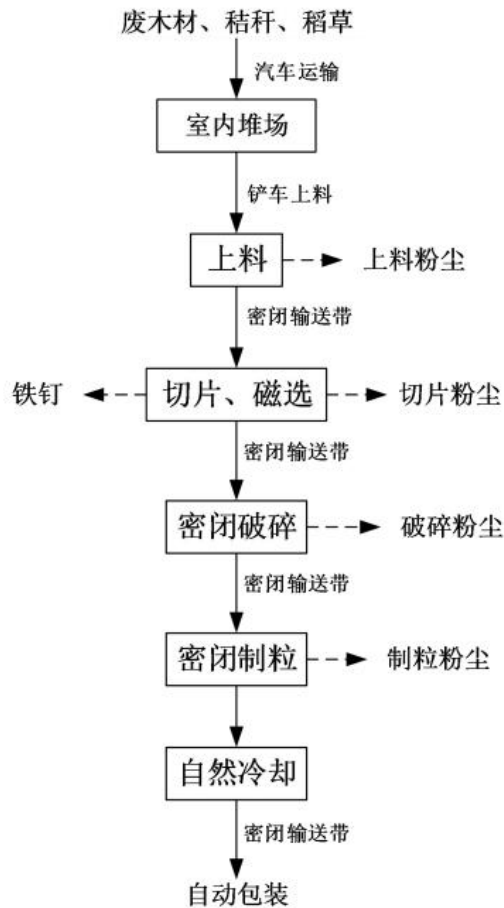 废木材、秸秆、稻草
汽车运输
室内堆场
铲车上料
上料
上料粉尘
密闭输送带
铁钉
切片、磁选
切片粉尘
密闭输送带
密闭破碎
破碎粉尘
密闭输送带
密闭制粒
制粒粉尘
自然冷却
密闭输送带
自动包装